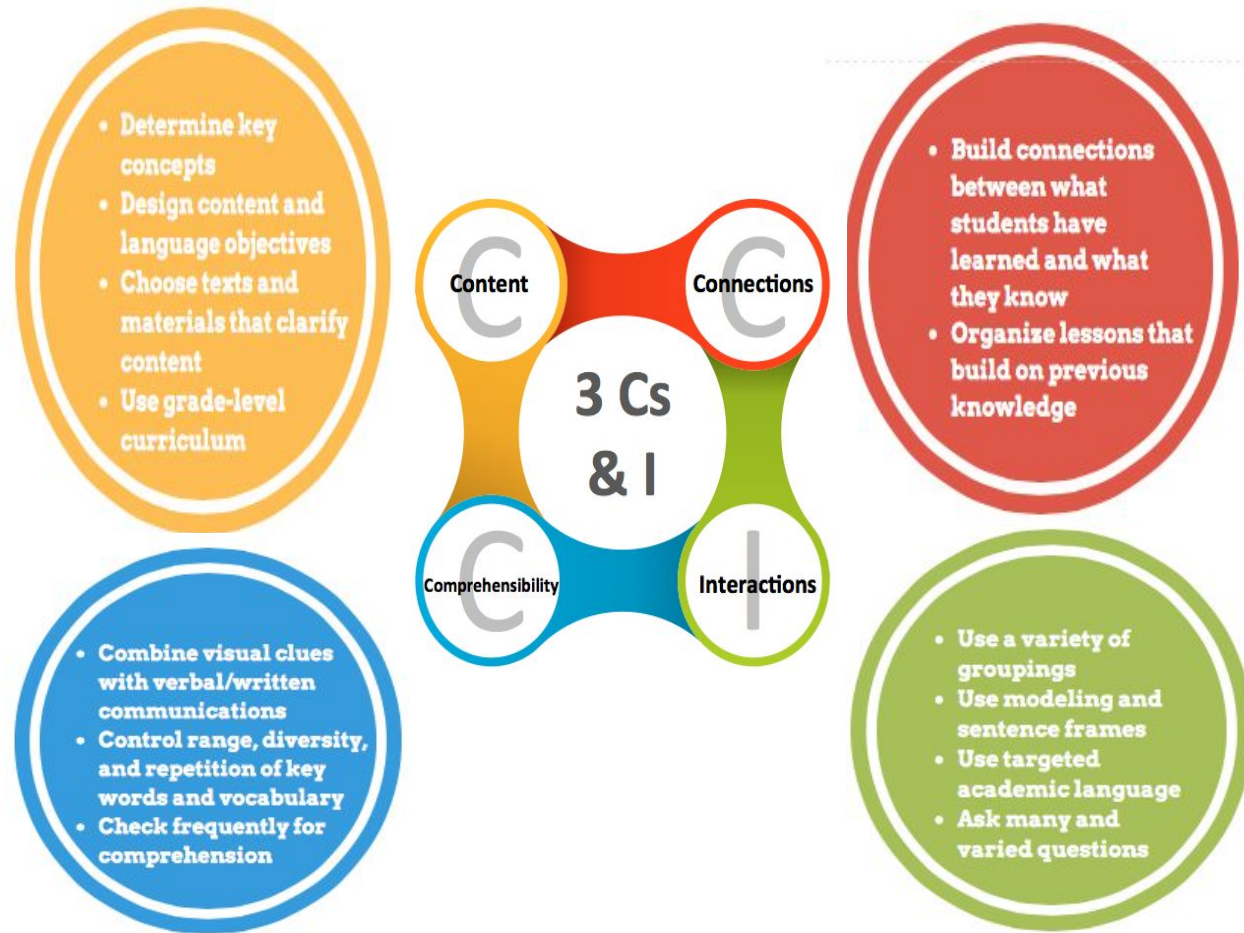 • Determine key
concepts
• Design content and
language objectives
• Choose texts and
materials that clarify
content
• Use grade-level
curriculum
C
Content
C
Connections
3 Cs
& I
C
Comprehensibility
I
Interactions
• Build connections
between what
students have
learned and what
they know
• Organize lessons that
build on previous
knowledge
• Combine visual clues
with verbal/written
communications
• Control range, diversity,
and repetition of key
words and vocabulary
• Check frequently for
comprehension
• Use a variety of
groupings
• Use modeling and
sentence frames
• Use targeted
academic language
• Ask many and
varied questions